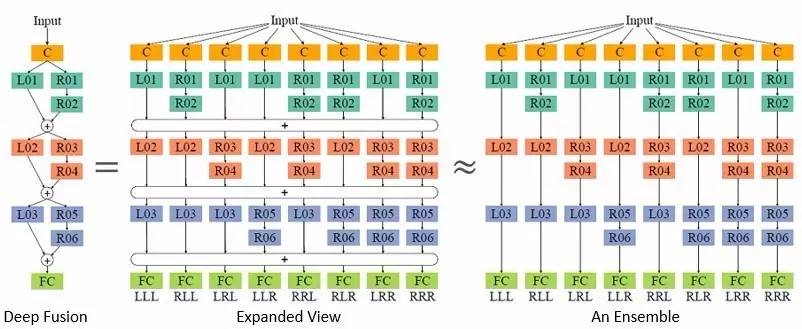 Input
C
L01 R01
R02
+
L02 R03
R04
+
L03 R05
R06
+
FC
Deep Fusion
=
Input
C C C C C C C C
L01 R01 L01 L01 R01 R01 L01 R01
R02 R02 R02 R02
+
L02 L02 R03 L02 R03 L02 R03 R03
R04 R04 R04 R04
+
L03 L03 L03 R05 L03 R05 R05 R05
R06 R06 R06 R06
+
FC FC FC FC FC FC FC FC
LLL RLL LRL LLR RRL RLR LRR RRR
Expanded View
≈
Input
C C C C C C C C
L01 R01 L01 L01 R01 R01 L01 R01
R02 R02 R02 R02
L02 L02 R03 L02 R03 L02 R03 R03
R04 R04 R04 R04
L03 L03 L03 R05 L03 R05 R05 R05
R06 R06 R06 R06
FC FC FC FC FC FC FC FC
LLL RLL LRL LLR RRL RLR LRR RRR
An Ensemble